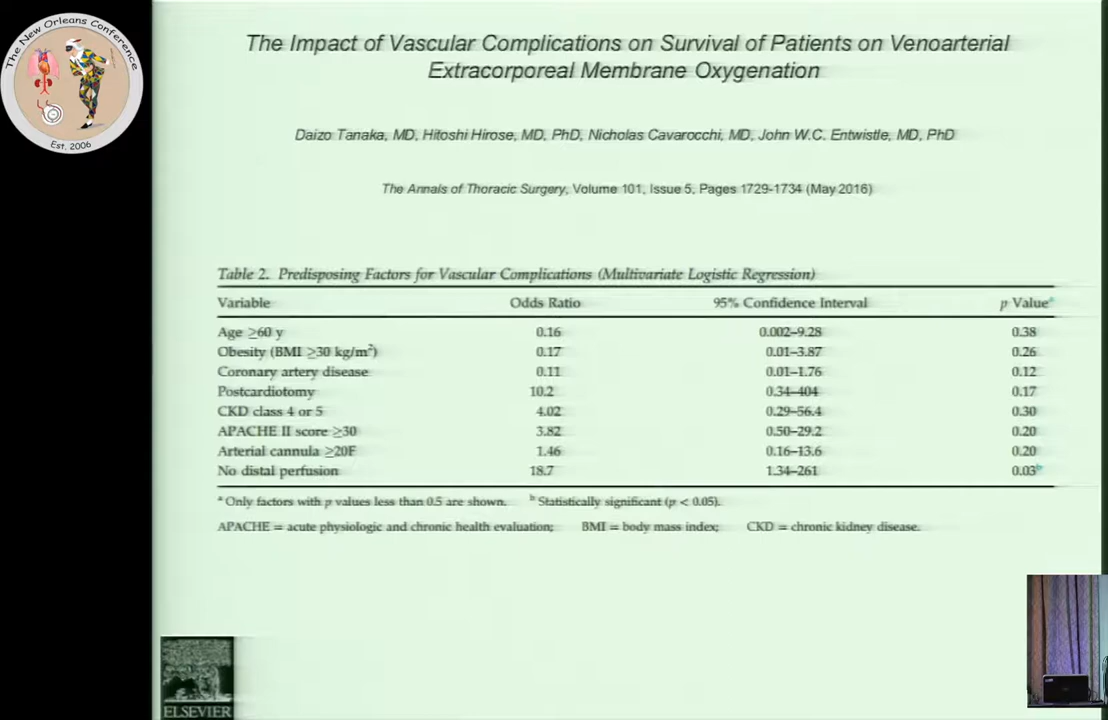 The New Orleans Conference
Est. 2006
The Impact of Vascular Complications on Survival of Patients on Venoarterial
Extracorporeal Membrane Oxygenation
Daizo Tanaka, MD, Hitoshi Hirose, MD, PhD, Nicholas Cavarocchi, MD, John W.C. Entwistle, MD, PhD
The Annals of Thoracic Surgery, Volume 101, Issue 5, Pages 1729-1734 (May 2016)
Table 2. Predisposing Factors for Vascular Complications (Multivariate Logistic Regression)
Variable Odds Ratio 95% Confidence Interval p Valueᵃ
Age ≥60 y 0.16 0.002–9.28 0.38
Obesity (BMI ≥30 kg/m²) 0.17 0.01–3.87 0.26
Coronary artery disease 0.11 0.01–1.76 0.12
Postcardiotomy 10.2 0.34–404 0.17
CKD class 4 or 5 4.02 0.29–56.4 0.30
APACHE II score ≥30 3.82 0.50–29.2 0.20
Arterial cannula ≥20F 1.46 0.16–13.6 0.20
No distal perfusion 18.7 1.34–261 0.03ᵇ
ᵃ Only factors with p values less than 0.5 are shown. ᵇ Statistically significant (p < 0.05).
APACHE = acute physiologic and chronic health evaluation; BMI = body mass index; CKD = chronic kidney disease.
ELSEVIER